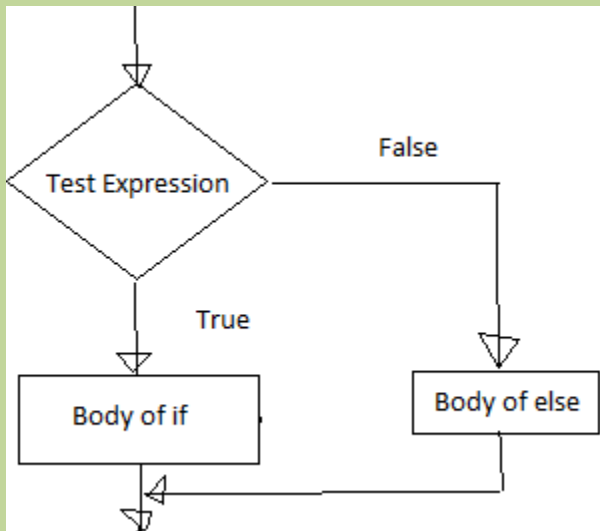 False
Test Expression
True
Body of if
Body of else